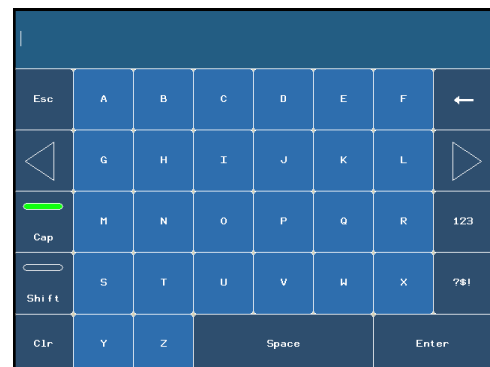 Esc A B C D E F ←
G H I J K L
Cap M N O P Q R 123
Shift S T U V W X ?$!
Clr Y Z Space Enter